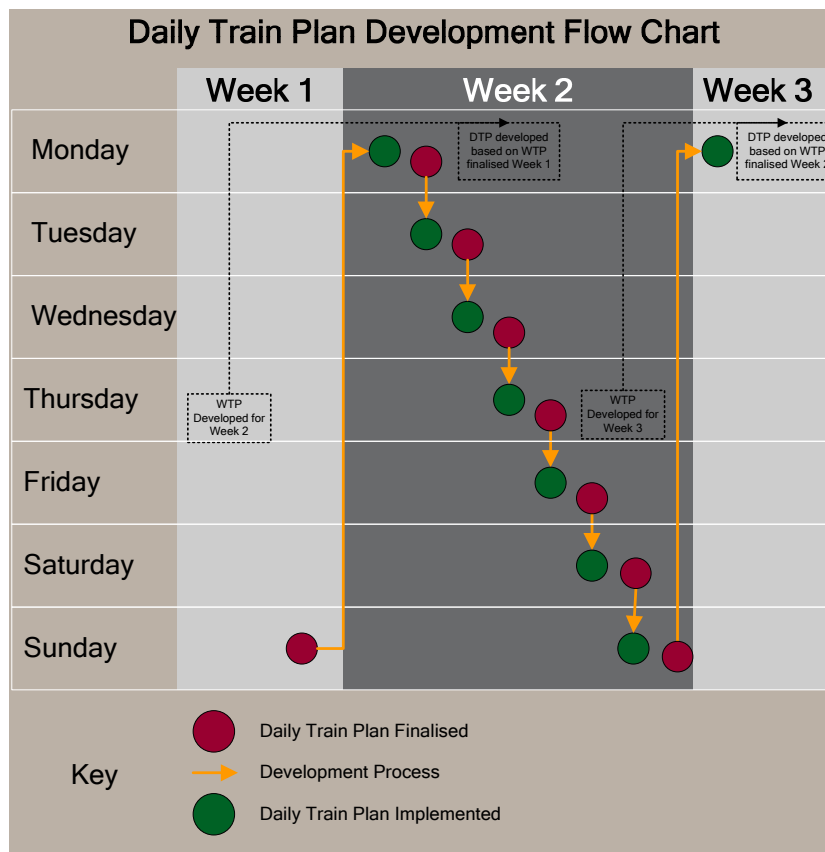 Daily Train Plan Development Flow Chart
Week 1
Week 2
Week 3
Monday
DTP developed
based on WTP
finalised Week 1
DTP developed
based on WTP
finalised Week
Tuesday
Wednesday
Thursday
WTP
Developed for
Week 2
WTP
Developed for
Week 3
Friday
Saturday
Sunday
Key
Daily Train Plan Finalised
Development Process
Daily Train Plan Implemented